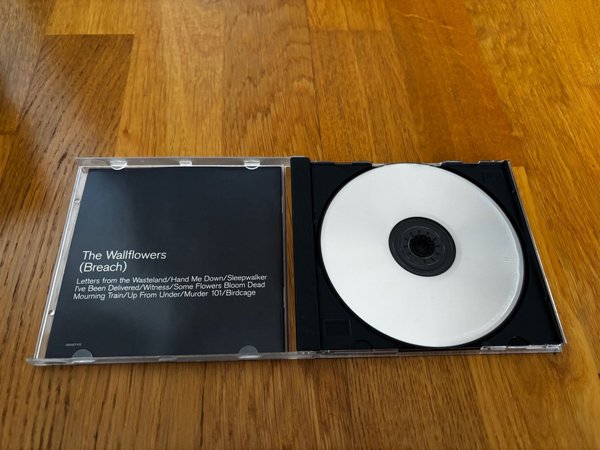 The Wallflowers
(Breach)
Letters from the Wasteland/Hand Me Down/Sleepwalker
I've Been Delivered/Witness/Some Flowers Bloom Dead
Mourning Train/Up From Under/Murder 101/Birdcage